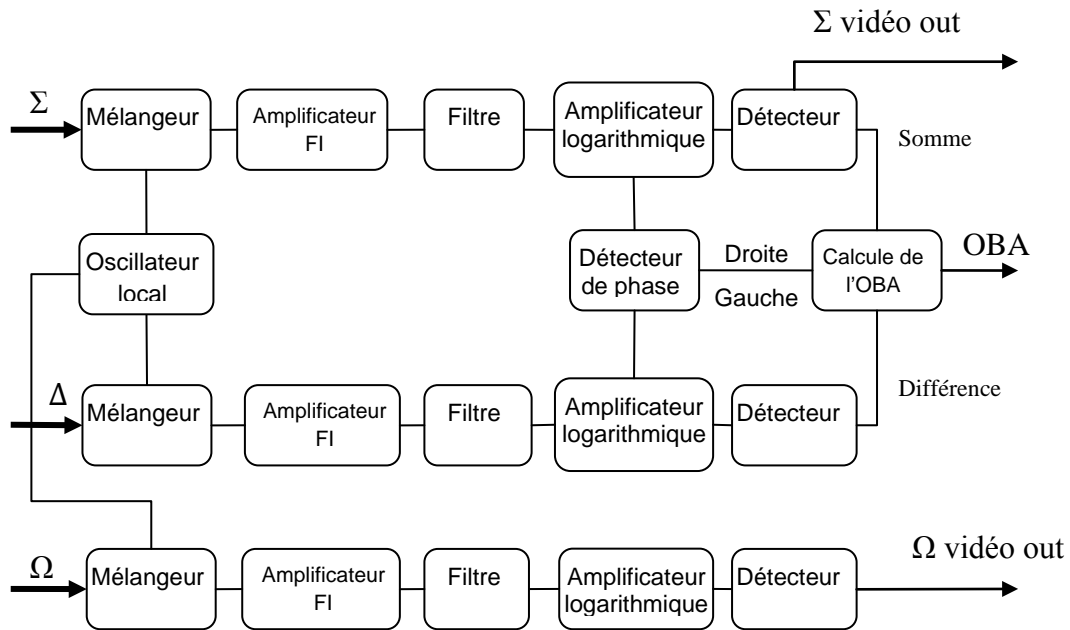 Σ vidéo out
Σ
Mélangeur
Amplificateur
FI
Filtre
Amplificateur
logarithmique
Détecteur
Somme
Oscillateur
local
Détecteur
de phase
Droite
Gauche
Calcule de
l'OBA
OBA
Δ
Mélangeur
Amplificateur
FI
Filtre
Amplificateur
logarithmique
Détecteur
Différence
Ω
Mélangeur
Amplificateur
FI
Filtre
Amplificateur
logarithmique
Détecteur
Ω vidéo out